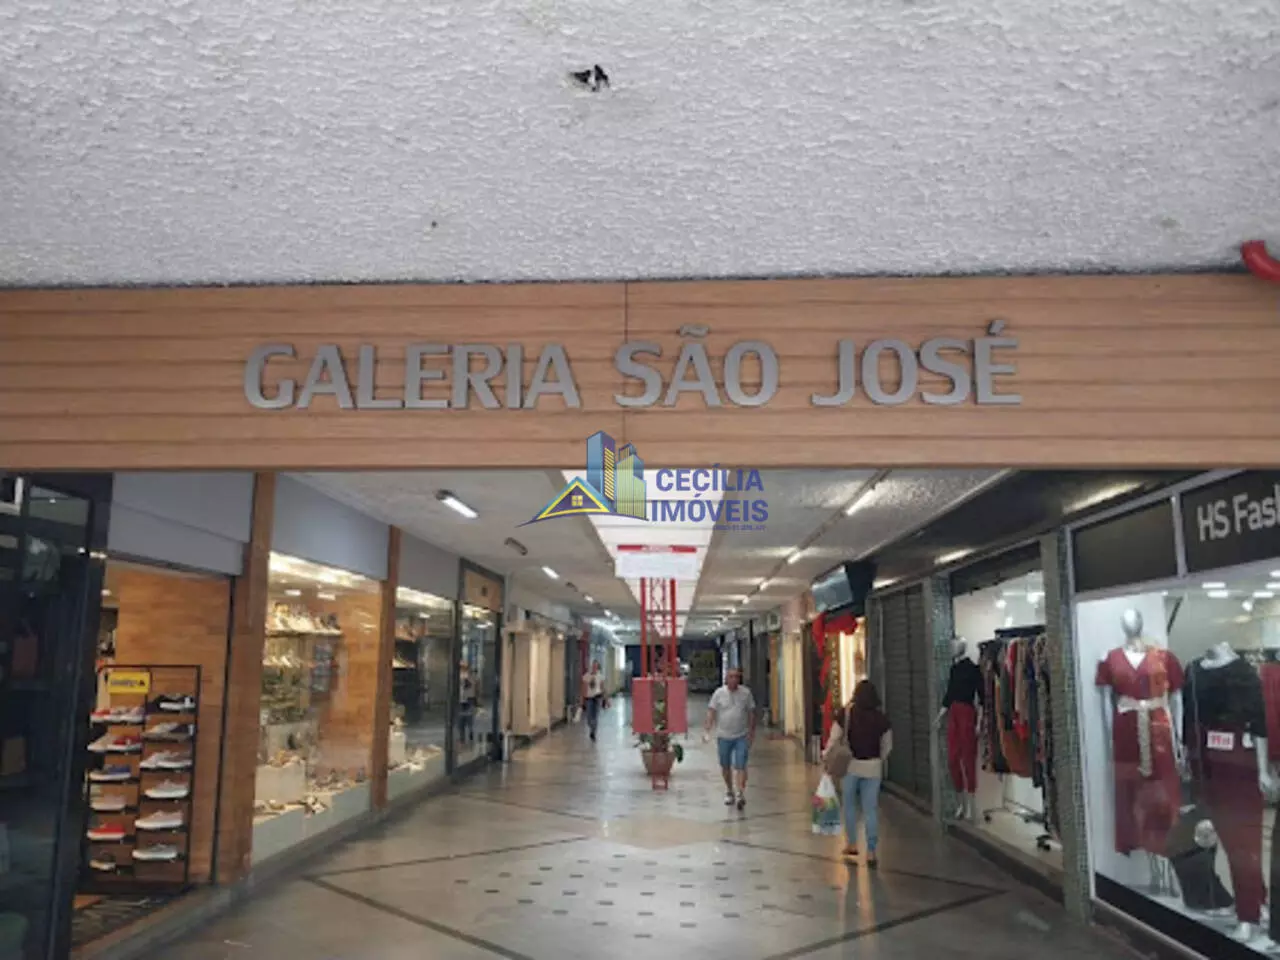 GALERIA SÃO JOSÉ
CECÍLIA
IMÓVEIS
HS Fas